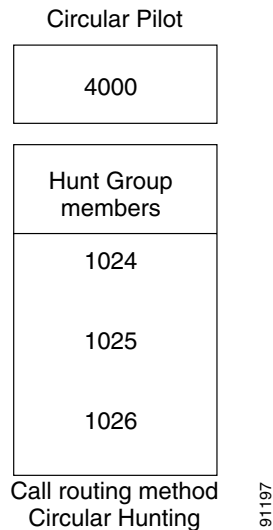 Circular Pilot
4000
Hunt Group
members
1024
1025
1026
Call routing method
Circular Hunting
91197